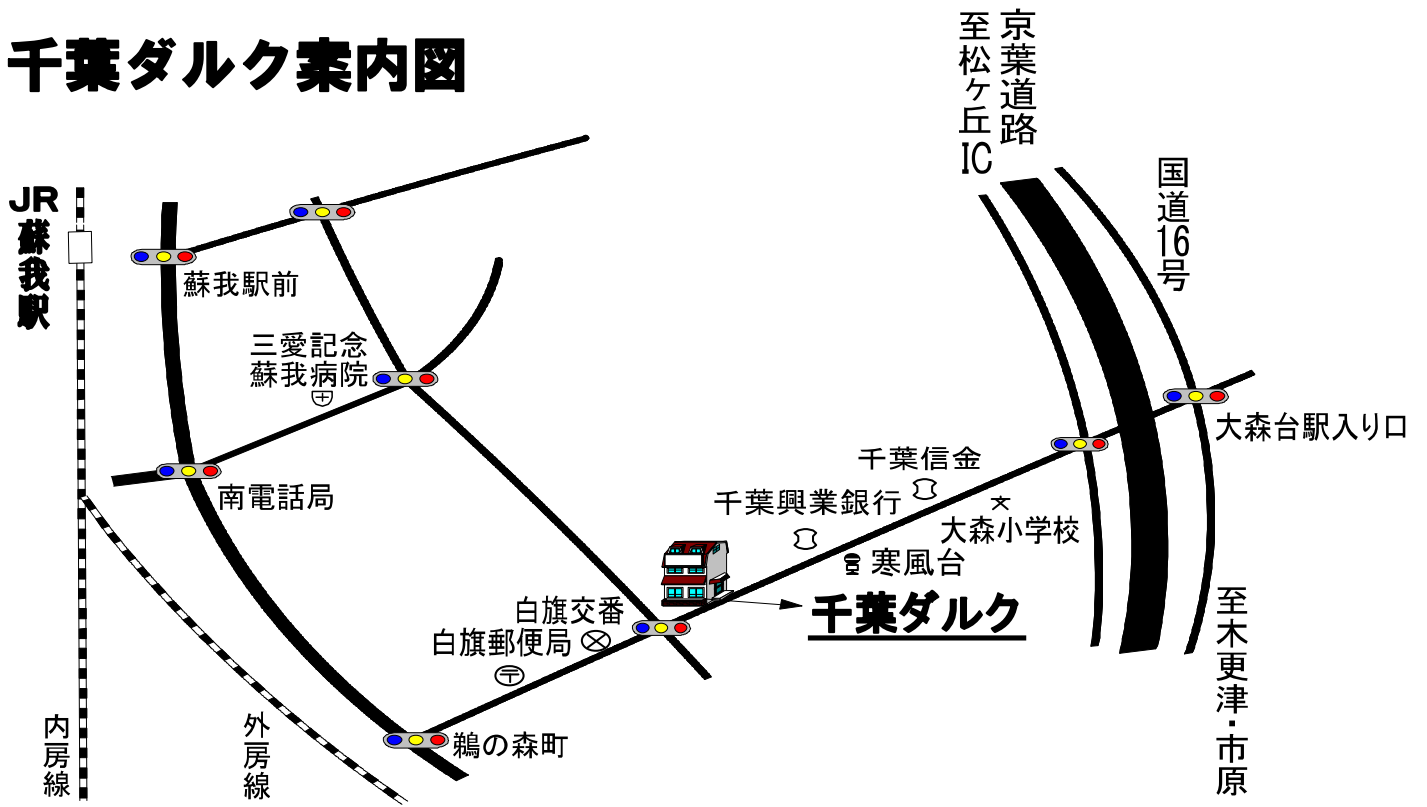 千葉ダルク案内図
京葉道路
至松ヶ丘IC
国道16号
JR
蘇我駅
蘇我駅前
三愛記念
蘇我病院
大森台駅入り口
千葉信金
南電話局
千葉興業銀行
大森小学校
寒風台
白旗交番
千葉ダルク
白旗郵便局
至木更津・市原
内房線
外房線
鵜の森町